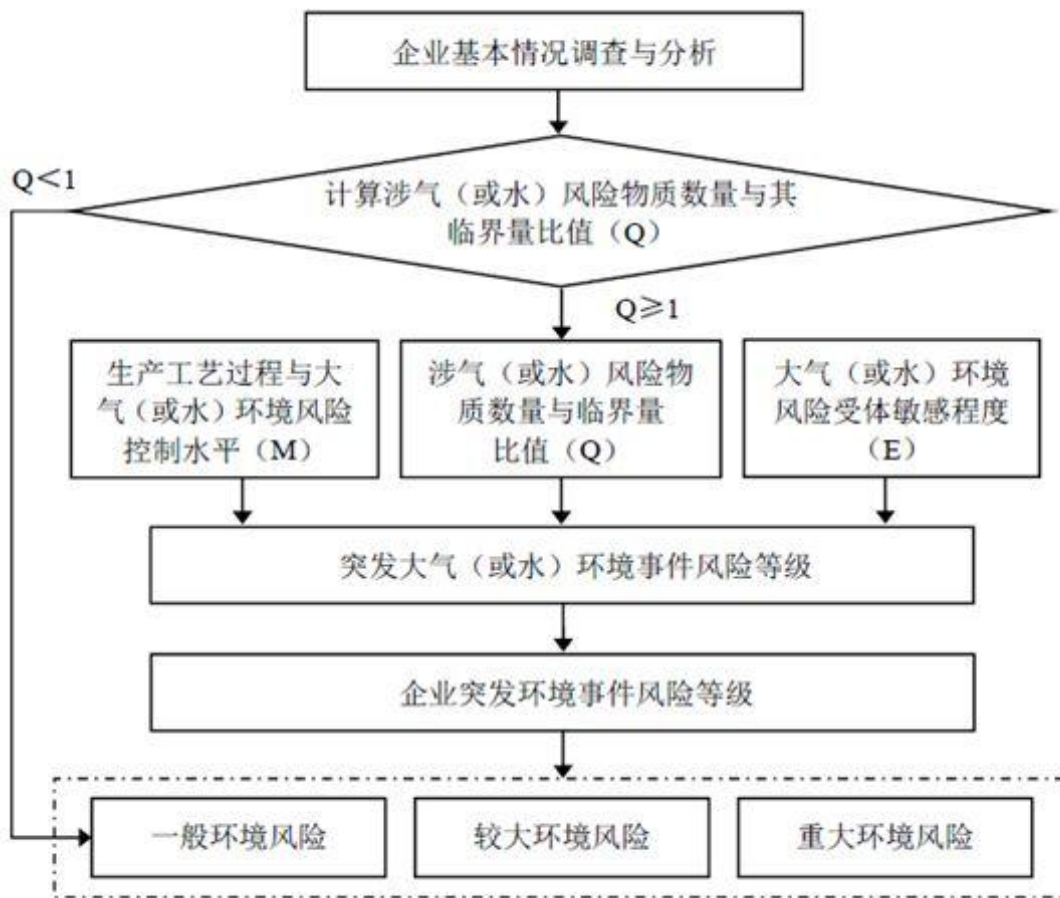 企业基本情况调查与分析
Q＜1
计算涉气（或水）风险物质数量与其
临界量比值（Q）
Q≥1
生产工艺过程与大
气（或水）环境风险
控制水平（M）
涉气（或水）风险物
质数量与临界量
比值（Q）
大气（或水）环境
风险受体敏感程度
（E）
突发大气（或水）环境事件风险等级
企业突发环境事件风险等级
一般环境风险
较大环境风险
重大环境风险